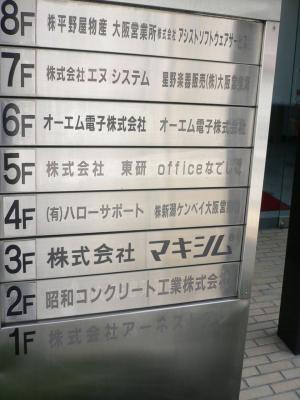 8F ㈱平野屋物産 大阪営業所 株式会社 アシストソフトウェアサービス
7F 株式会社 エヌ システム 星野楽器販売(株)大阪営業
6F オーエム電子株式会社 オーエム電子株式会社
5F 株式会社 東研 officeなでし
4F (有)ハローサポート ㈱新潟ケンベイ大阪営
3F 株式会社 マキシム
2F 昭和コンクリート工業株式会社
1F 株式会社アーネスト